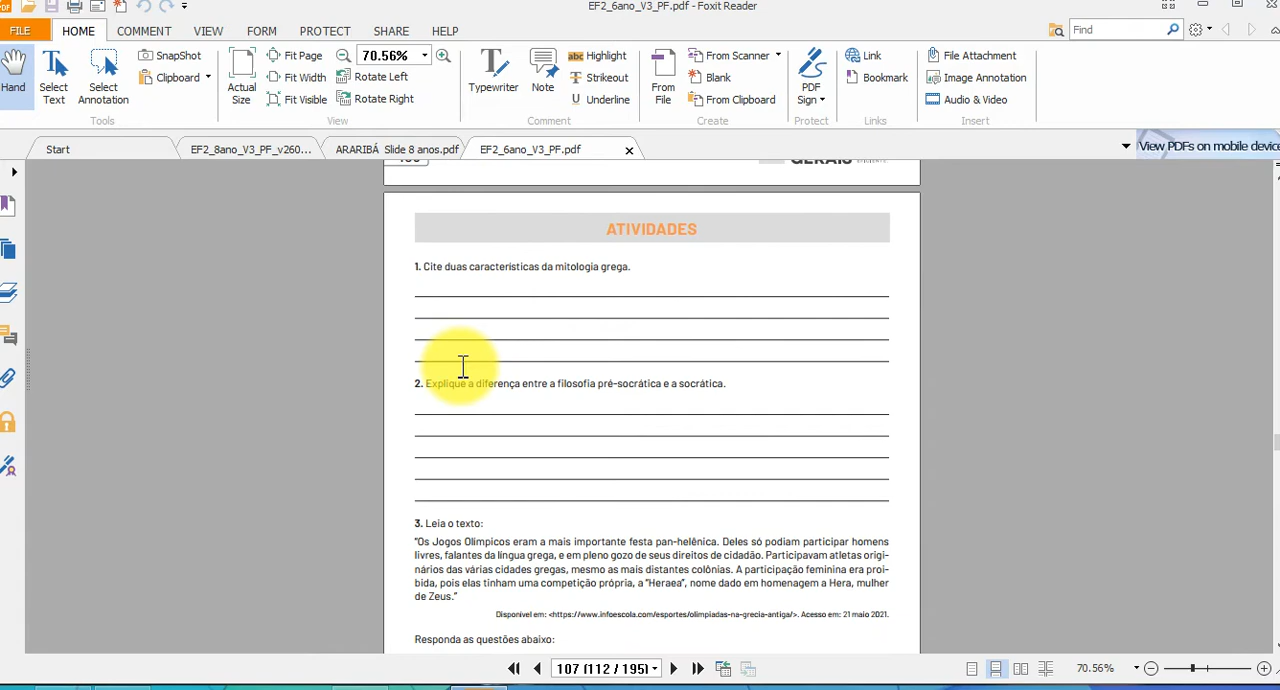 EF2_6ano_V3_PF.pdf - Foxit Reader
FILE HOME COMMENT VIEW FORM PROTECT SHARE HELP Find
Hand
Select Text
Select Annotation
SnapShot
Clipboard
Tools
Actual Size
Fit Page
Fit Width
Fit Visible
70.56%
Rotate Left
Rotate Right
View
Typewriter
Note
Highlight
Strikeout
Underline
Comment
From File
From Scanner
Blank
From Clipboard
Create
PDF Sign
Protect
Link
Bookmark
Links
File Attachment
Image Annotation
Audio & Video
Insert
Start EF2_8ano_V3_PF_v260... ARARIBÁ Slide 8 anos.pdf EF2_6ano_V3_PF.pdf View PDFs on mobile device
GERAIS
ATIVIDADES
1. Cite duas características da mitologia grega.
2. Explique a diferença entre a filosofia pré-socrática e a socrática.
3. Leia o texto:
“Os Jogos Olímpicos eram a mais importante festa pan-helênica. Deles só podiam participar homens
livres, falantes da língua grega, e em pleno gozo de seus direitos de cidadão. Participavam atletas origi-
nários das várias cidades gregas, mesmo as mais distantes colônias. A participação feminina era proi-
bida, pois elas tinham uma competição própria, a “Heraea”, nome dado em homenagem a Hera, mulher
de Zeus.”
Disponível em: <https://www.infoescola.com/esportes/olimpiadas-na-grecia-antiga/>. Acesso em: 21 maio 2021.
Responda as questões abaixo:
107 (112 / 195) 70.56%